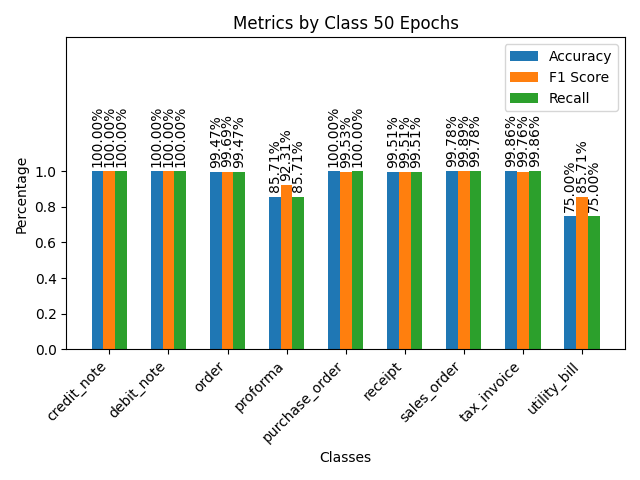 Metrics by Class 50 Epochs
Accuracy
F1 Score
Recall
Percentage
1.0
0.8
0.6
0.4
0.2
0.0
100.00%
100.00%
100.00%
100.00%
100.00%
100.00%
99.47%
99.69%
99.47%
85.71%
92.31%
85.71%
100.00%
99.53%
100.00%
99.51%
99.51%
99.51%
99.78%
99.89%
99.78%
99.86%
99.76%
99.86%
75.00%
85.71%
75.00%
credit_note
debit_note
order
proforma
purchase_order
receipt
sales_order
tax_invoice
utility_bill
Classes